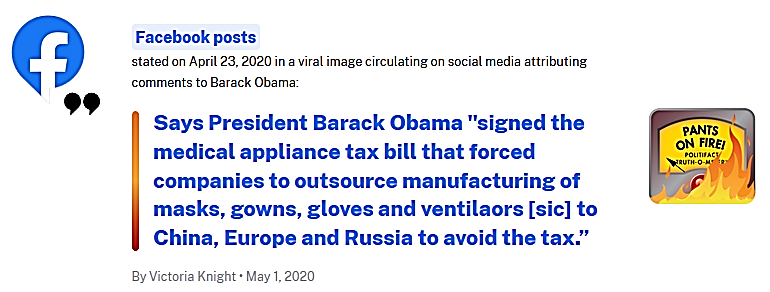 Facebook posts
stated on April 23, 2020 in a viral image circulating on social media attributing
comments to Barack Obama:
Says President Barack Obama "signed the
medical appliance tax bill that forced
companies to outsource manufacturing of
masks, gowns, gloves and ventilaors [sic] to
China, Europe and Russia to avoid the tax.”
PANTS
ON FIRE!
POLITIFACT
TRUTH-O-METER
By Victoria Knight • May 1, 2020